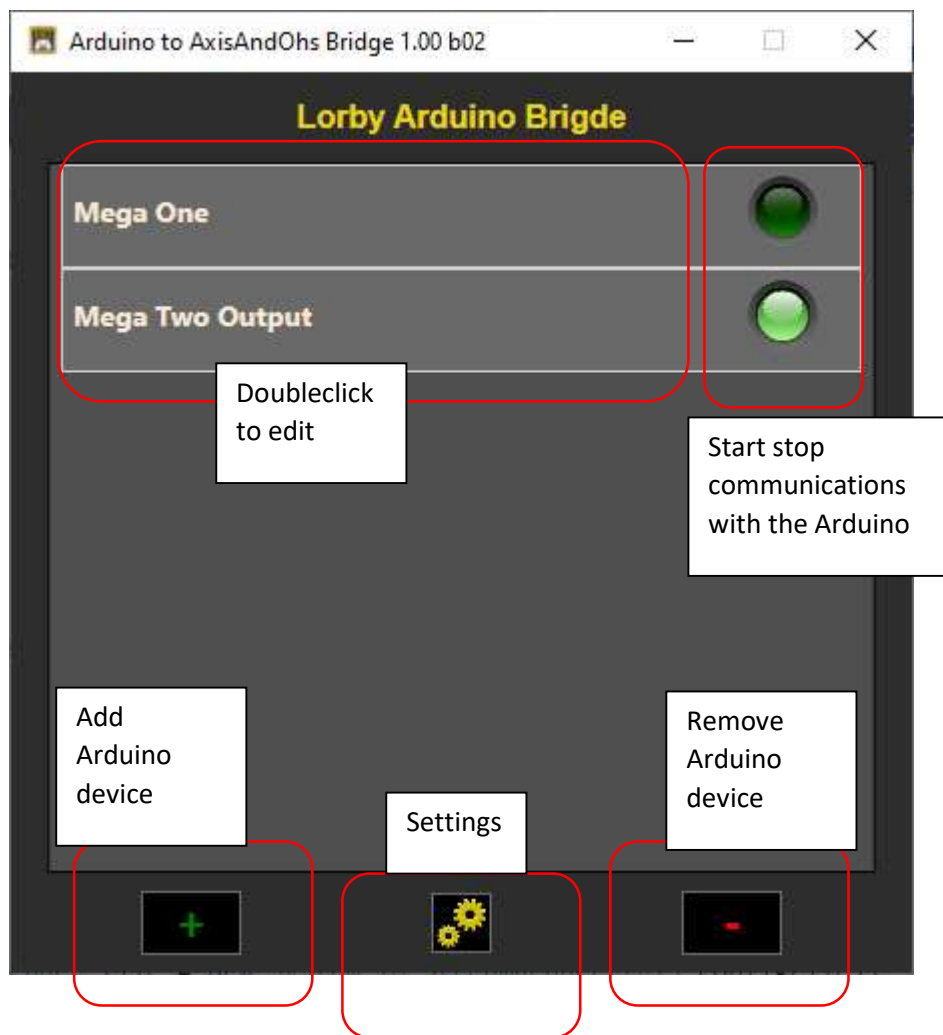 Arduino to AxisAndOhs Bridge 1.00 b02
Lorby Arduino Brigde
Mega One
Mega Two Output
Doubleclick
to edit
Start stop
communications
with the Arduino
Add
Arduino
device
Settings
Remove
Arduino
device
+
-